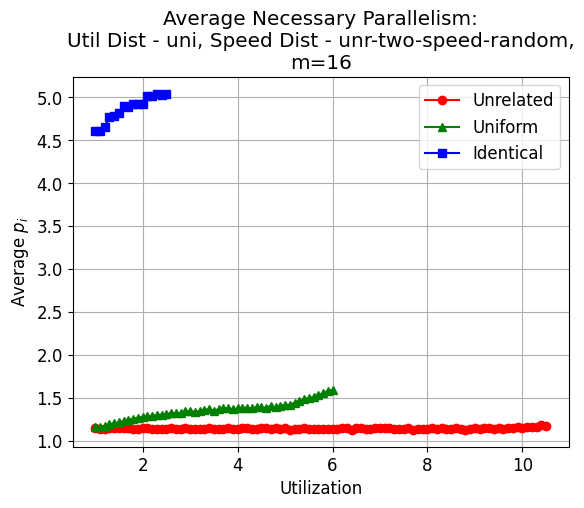 Average Necessary Parallelism:
Util Dist - uni, Speed Dist - unr-two-speed-random,
m=16
Unrelated
Uniform
Identical
Average pᵢ
5.0
4.5
4.0
3.5
3.0
2.5
2.0
1.5
1.0
2 4 6 8 10
Utilization